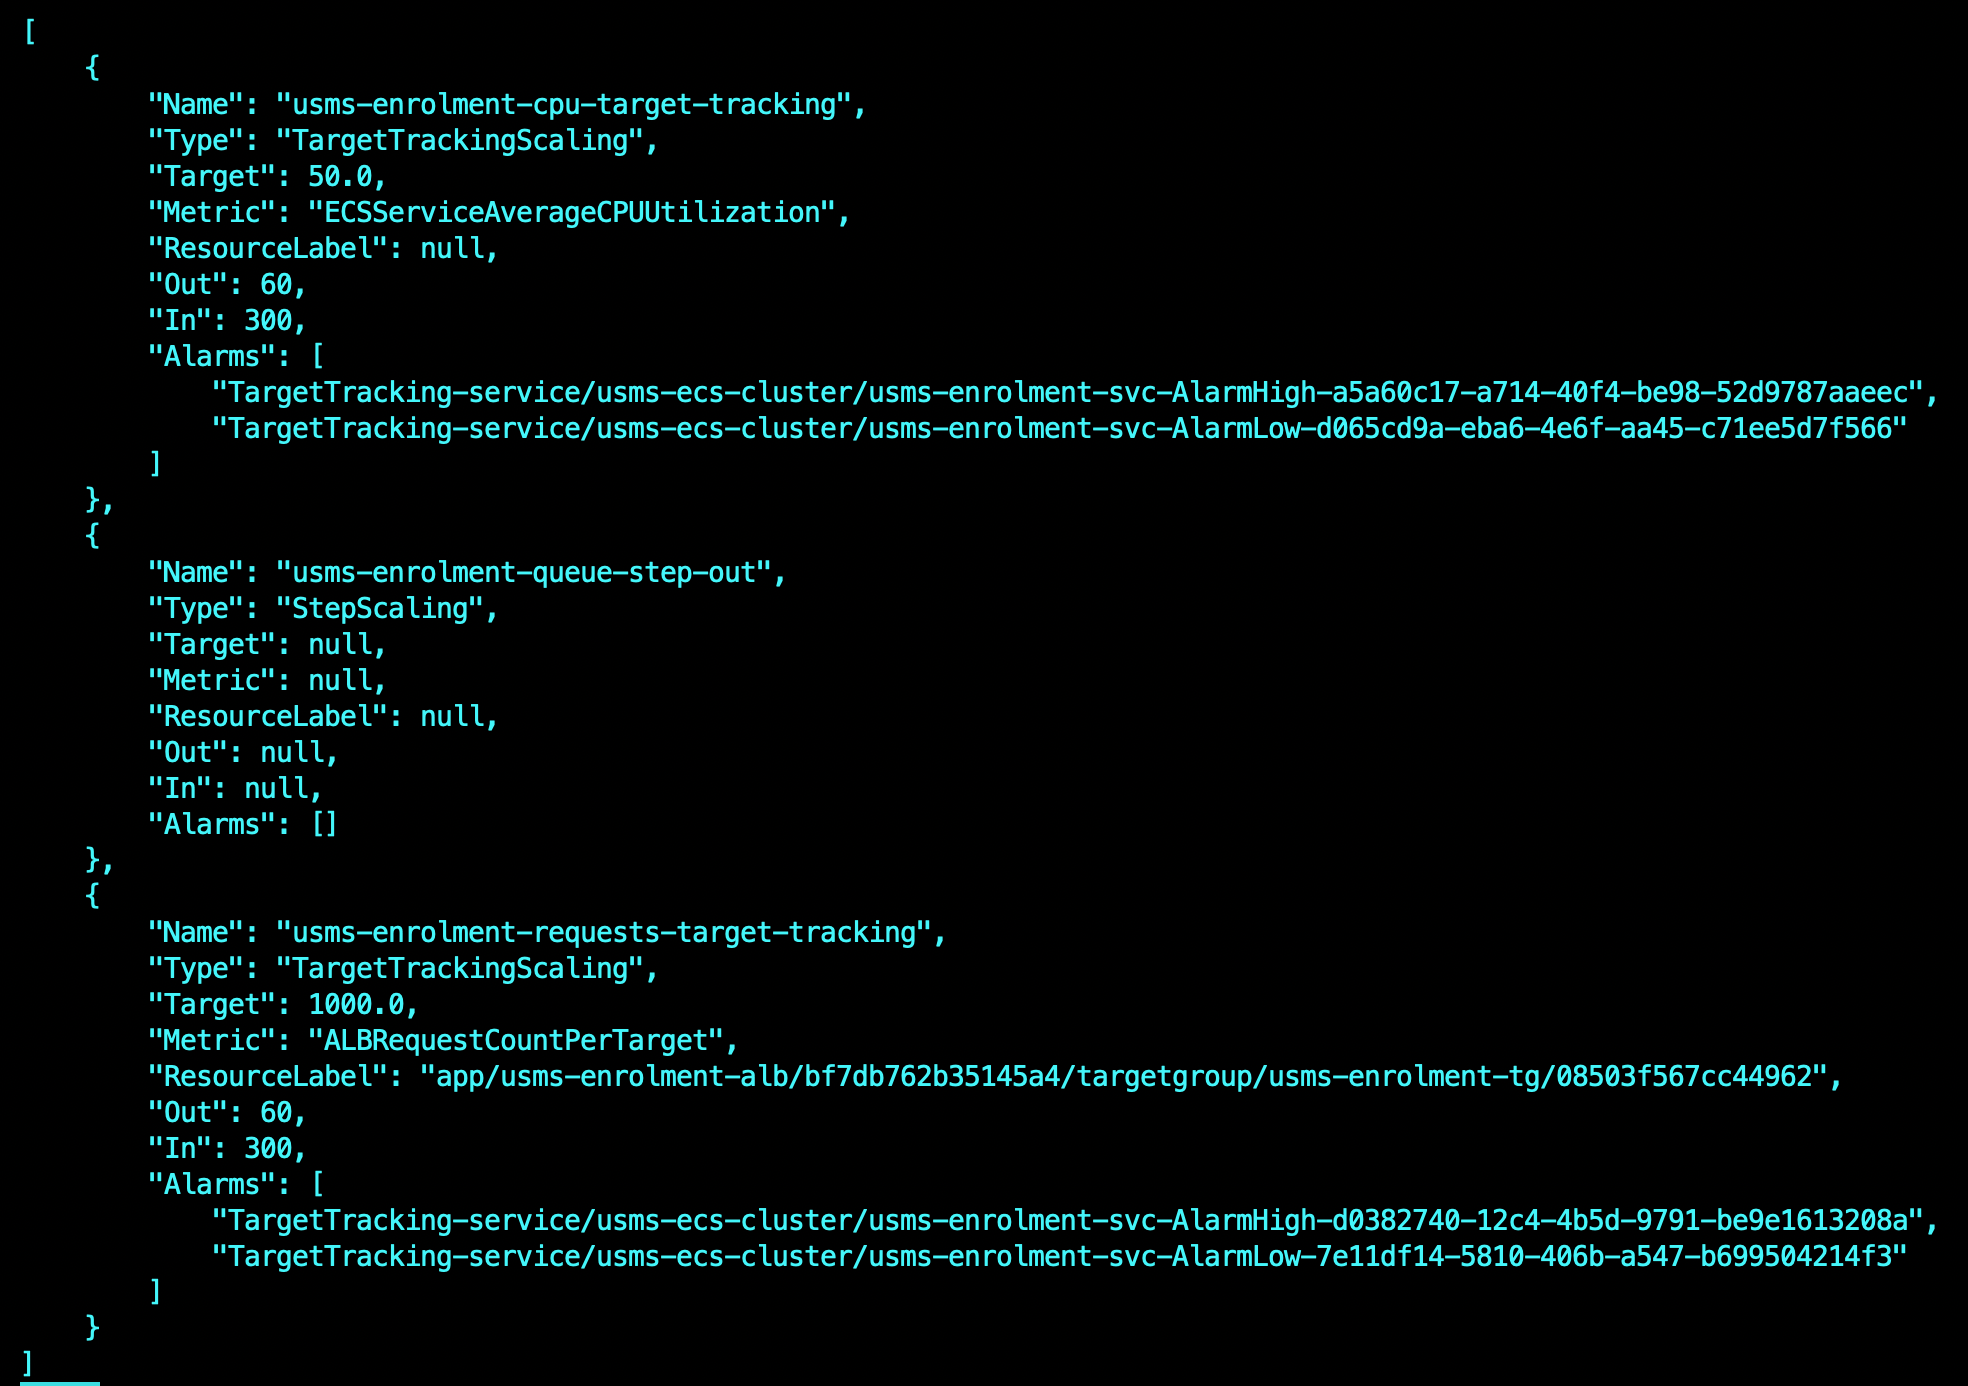 [
    {
        "Name": "usms-enrolment-cpu-target-tracking",
        "Type": "TargetTrackingScaling",
        "Target": 50.0,
        "Metric": "ECSServiceAverageCPUUtilization",
        "ResourceLabel": null,
        "Out": 60,
        "In": 300,
        "Alarms": [
            "TargetTracking-service/usms-ecs-cluster/usms-enrolment-svc-AlarmHigh-a5a60c17-a714-40f4-be98-52d9787aaeec",
            "TargetTracking-service/usms-ecs-cluster/usms-enrolment-svc-AlarmLow-d065cd9a-eba6-4e6f-aa45-c71ee5d7f566"
        ]
    },
    {
        "Name": "usms-enrolment-queue-step-out",
        "Type": "StepScaling",
        "Target": null,
        "Metric": null,
        "ResourceLabel": null,
        "Out": null,
        "In": null,
        "Alarms": []
    },
    {
        "Name": "usms-enrolment-requests-target-tracking",
        "Type": "TargetTrackingScaling",
        "Target": 1000.0,
        "Metric": "ALBRequestCountPerTarget",
        "ResourceLabel": "app/usms-enrolment-alb/bf7db762b35145a4/targetgroup/usms-enrolment-tg/08503f567cc44962",
        "Out": 60,
        "In": 300,
        "Alarms": [
            "TargetTracking-service/usms-ecs-cluster/usms-enrolment-svc-AlarmHigh-d0382740-12c4-4b5d-9791-be9e1613208a",
            "TargetTracking-service/usms-ecs-cluster/usms-enrolment-svc-AlarmLow-7e11df14-5810-406b-a547-b699504214f3"
        ]
    }
]